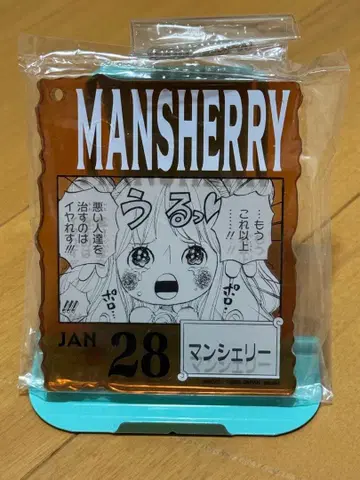 MANSHERRY
…もう
これ以上
……!!
うるっ♡
悪い人達を
治すのは
イヤれす!!!
ポロ
ポロ
!!!
JAN
28
マンシェリー